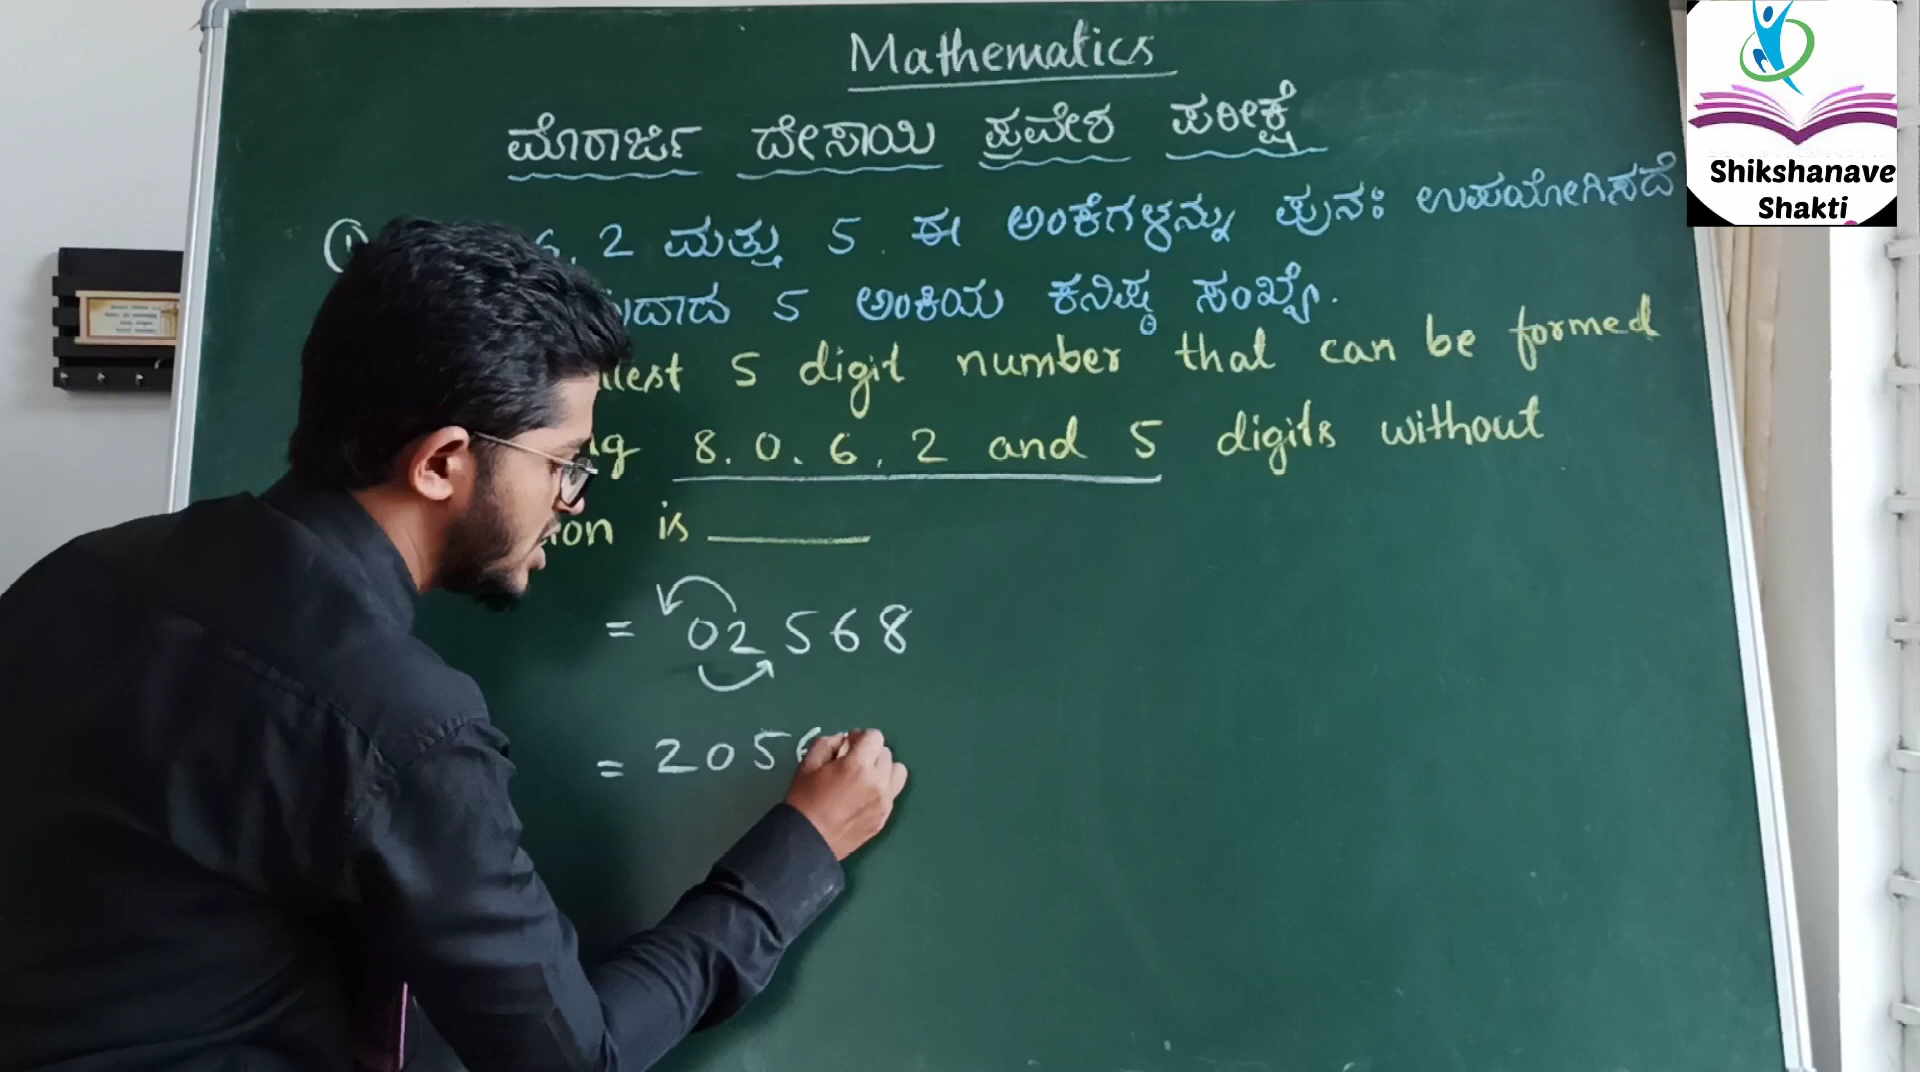 Mathematics
ಮೊರಾರ್ಜಿ ದೇಸಾಯಿ ಪ್ರವೇಶ ಪರೀಕ್ಷೆ
6, 2 ಮತ್ತು 5. ಈ ಅಂಕೆಗಳನ್ನು ಪುನಃ ಉಪಯೋಗಿಸದೆ
5 ಅಂಕಿಯ ಕನಿಷ್ಠ ಸಂಖ್ಯೆ.
5 digit number that can be formed
8. 0. 6, 2 and 5 digits without
is
= 02568
= 205
Shikshanave
Shakti